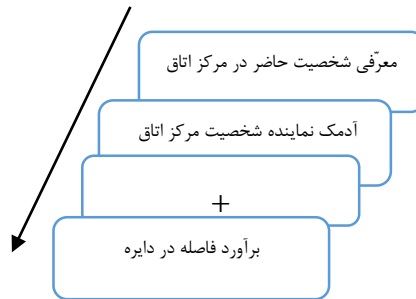 معرّفی شخصیت حاضر در مرکز اتاق
آدمک نماینده شخصیت مرکز اتاق
+
برآورد فاصله در دایره